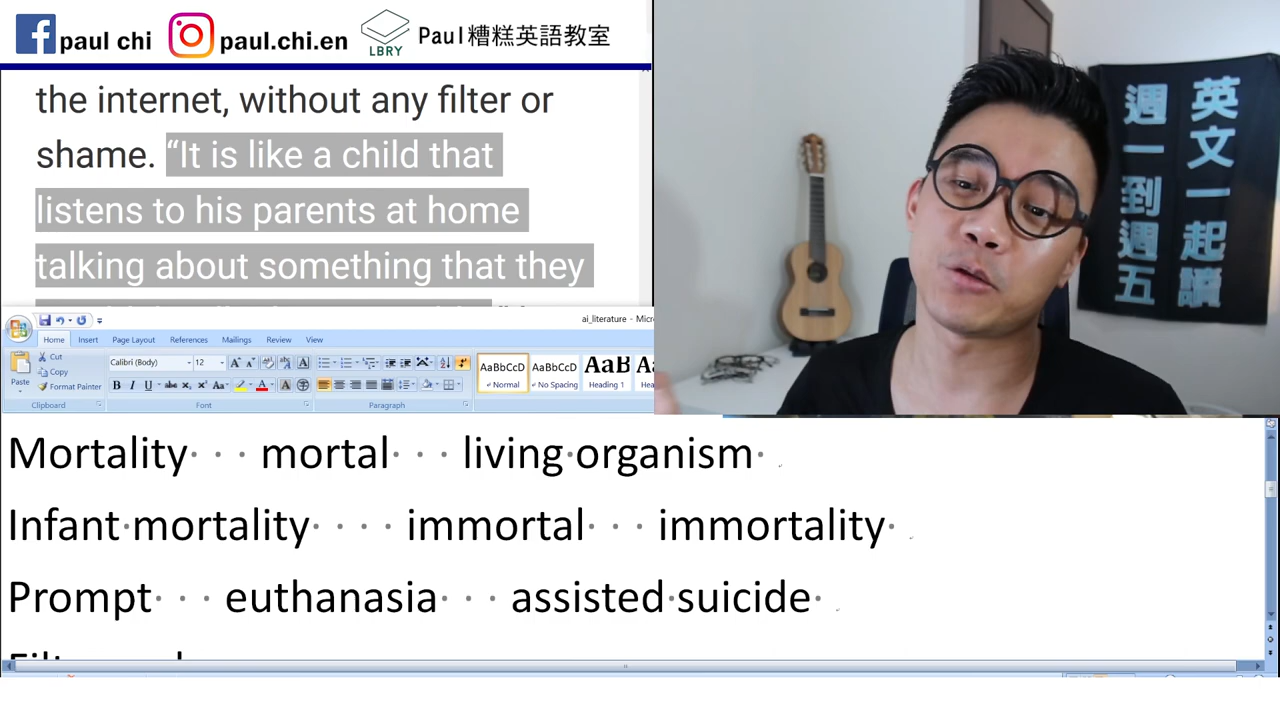 paul chi
paul.chi.en
LBRY
Paul糟糕英語教室
the internet, without any filter or
shame. “It is like a child that
listens to his parents at home
talking about something that they
英文一起讀
週一到週五
ai_literature - Micro
Home Insert Page Layout References Mailings Review View
Paste
Cut
Copy
Format Painter
Clipboard
Calibri (Body) 12
Font
Paragraph
AaBbCcD AaBbCcD AaBbC
Normal No Spacing Heading 1
Mortality mortal living organism
Infant mortality immortal immortality
Prompt euthanasia assisted suicide